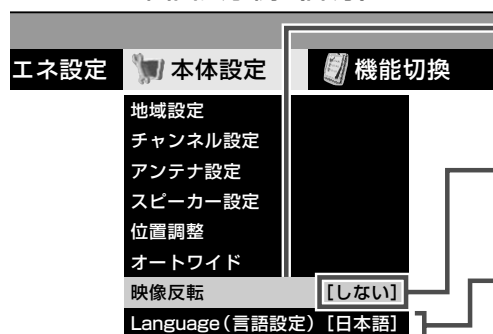 エネ設定 本体設定 機能切換
地域設定
チャンネル設定
アンテナ設定
スピーカー設定
位置調整
オートワイド
映像反転 [しない]
Language(言語設定) [日本語]